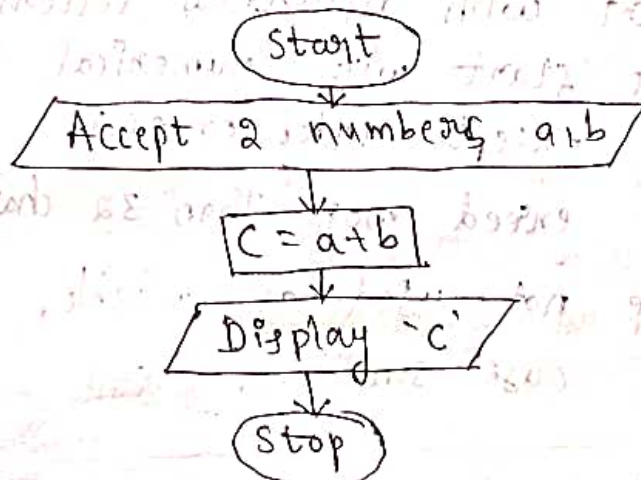 Start
Accept 2 numbers a,b
C = a+b
Display 'c'
Stop